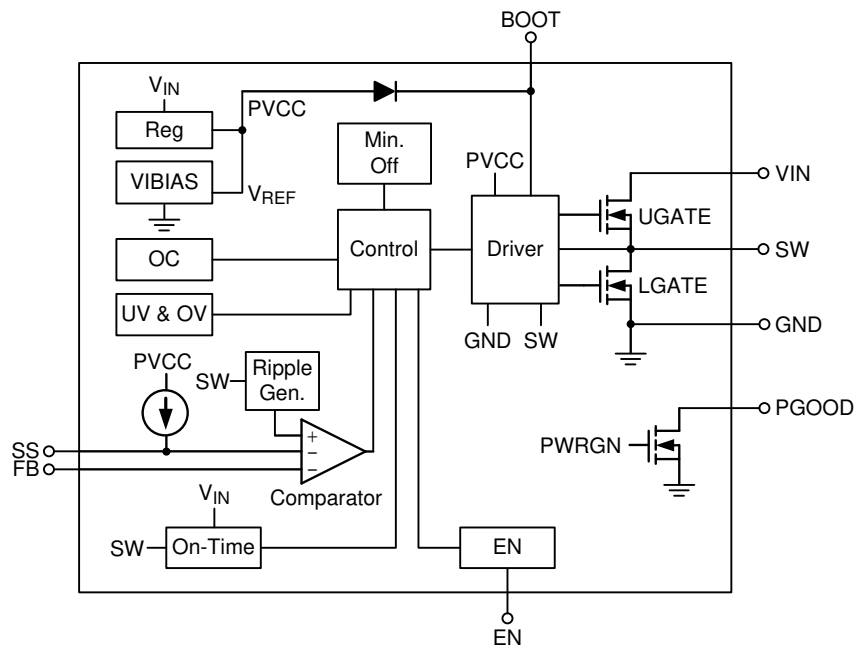 BOOT
VIN
PVCC
Reg
Min.
Off
PVCC
VIN
VIBIAS
VREF
UGATE
Control
Driver
SW
OC
LGATE
UV & OV
GND
GND SW
PVCC
Ripple
Gen.
SW
PGOOD
+
SS
−
PWRGN
FB
−
Comparator
VIN
SW
On-Time
EN
EN